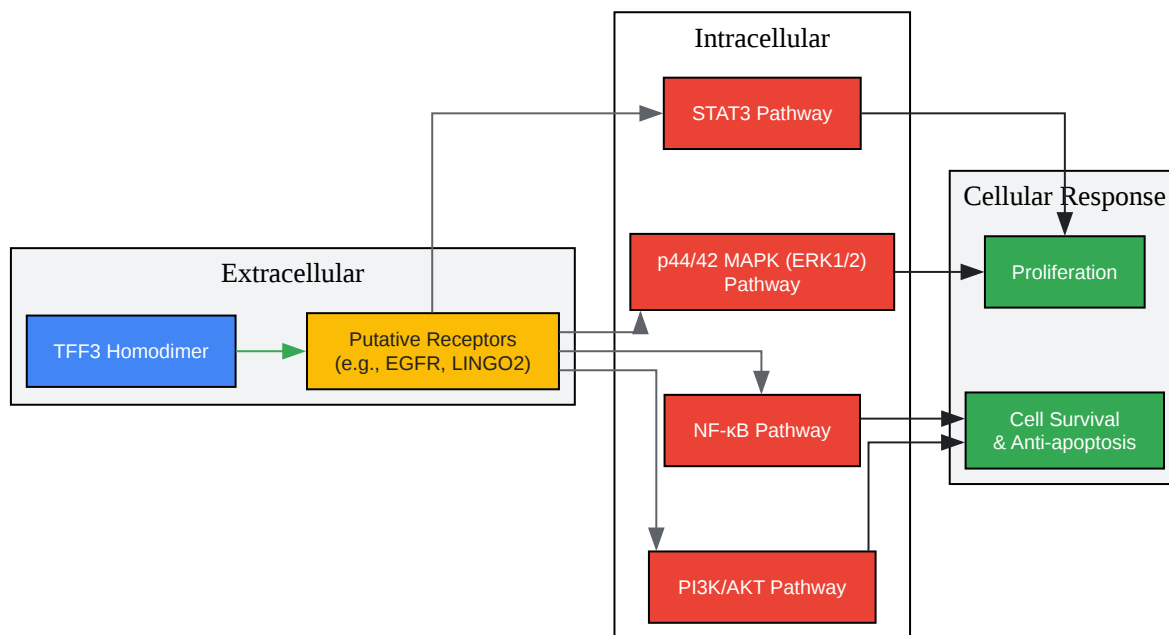 Extracellular
TFF3 Homodimer
Putative Receptors
(e.g., EGFR, LINGO2)
Intracellular
STAT3 Pathway
p44/42 MAPK (ERK1/2)
Pathway
NF-κB Pathway
PI3K/AKT Pathway
Cellular Response
Proliferation
Cell Survival
& Anti-apoptosis